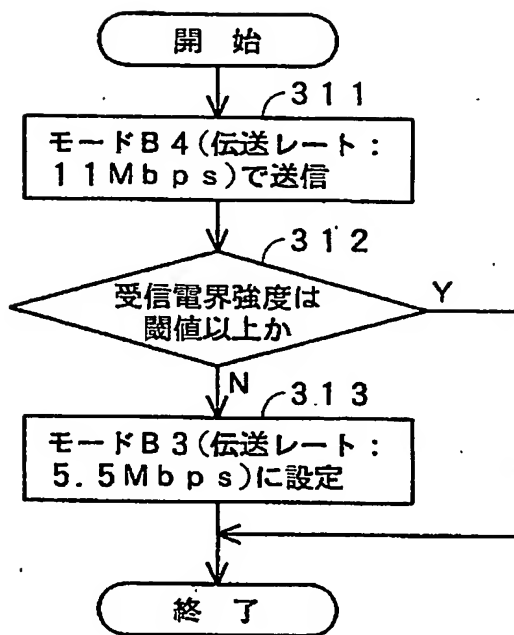 開 始
311
モードB4(伝送レート:
11Mbps)で送信
312
受信電界強度は
閾値以上か
Y
N
313
モードB3(伝送レート:
5.5Mbps)に設定
終 了